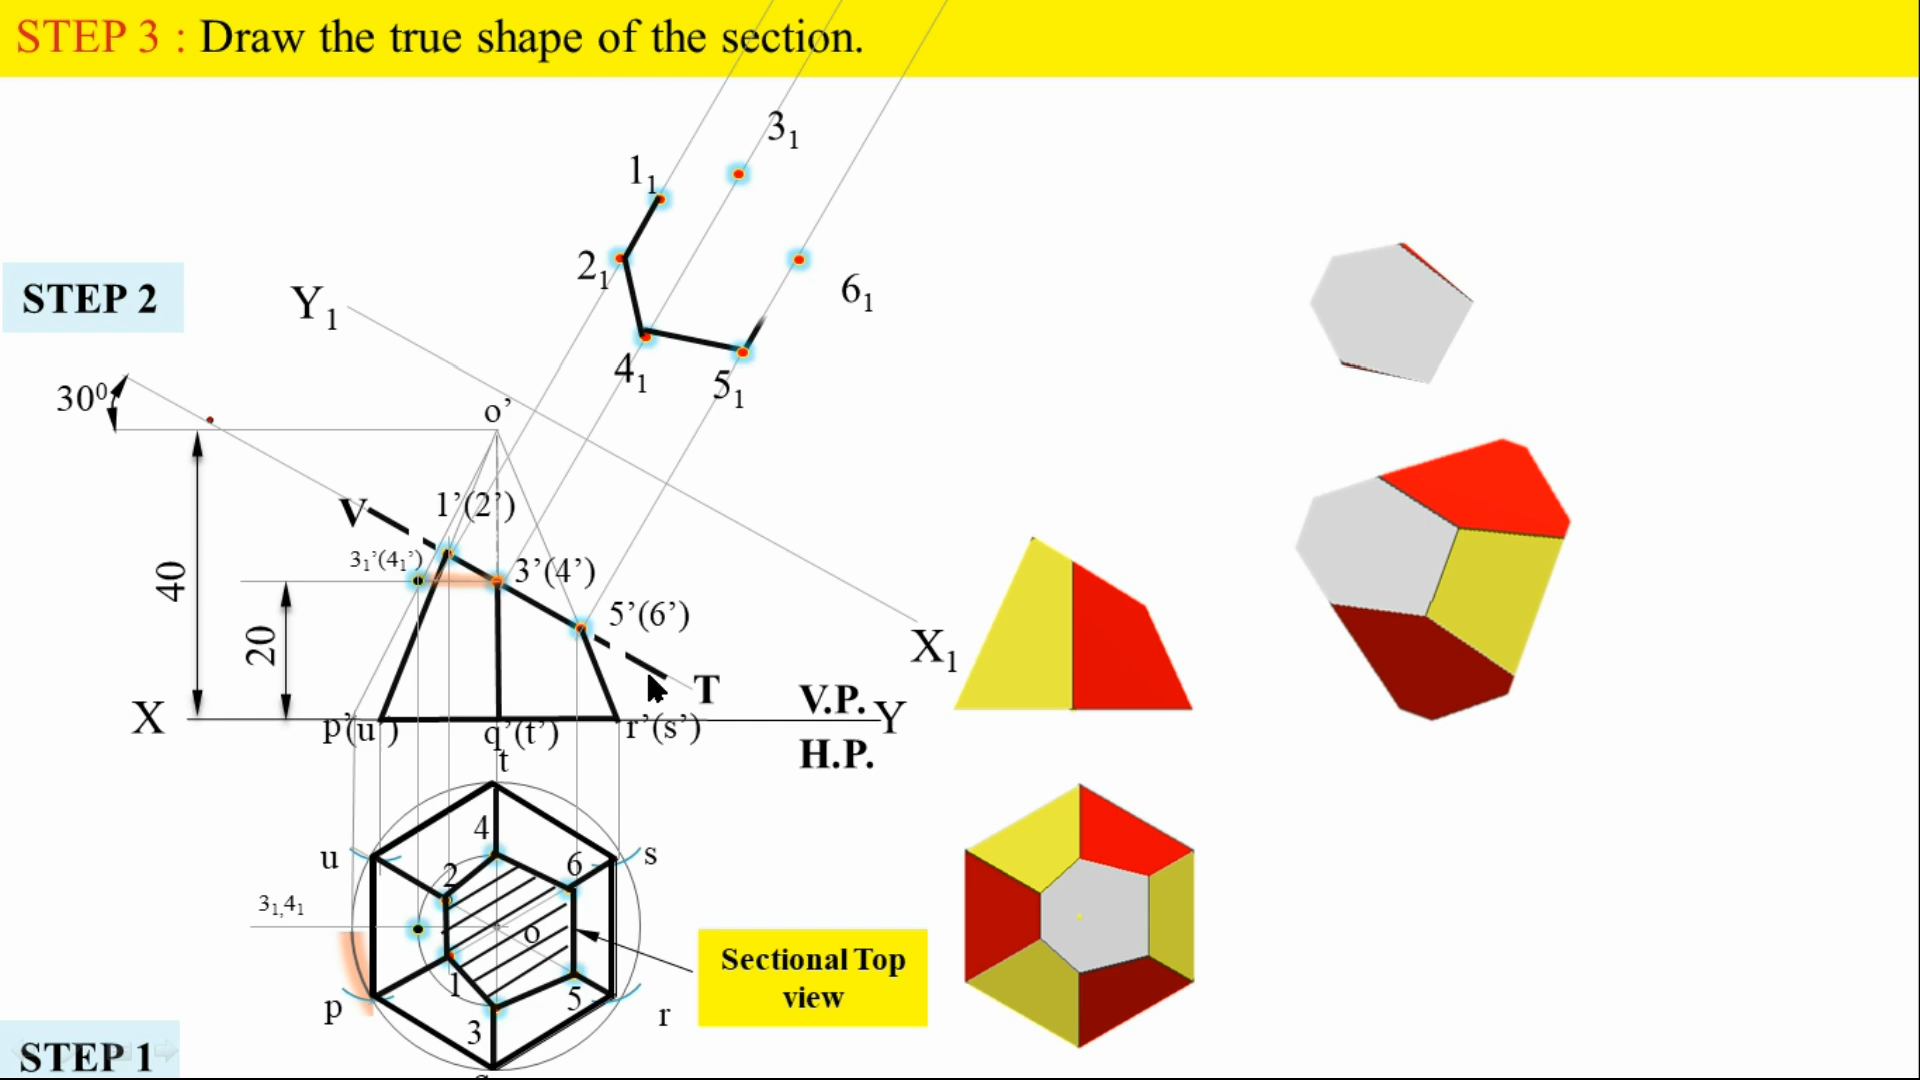 STEP 3 : Draw the true shape of the section.
3₁
1₁
2₁
6₁
STEP 2
Y₁
4₁
5₁
30⁰
o’
V
1’(2’)
3₁’(4₁’)
3’(4’)
40
5’(6’)
20
X₁
T
V.P.
X
Y
p’(u’)
q’(t’)
r’(s’)
H.P.
t
4
u
2
6
s
3₁,4₁
o
Sectional Top
view
1
5
p
r
3
STEP 1